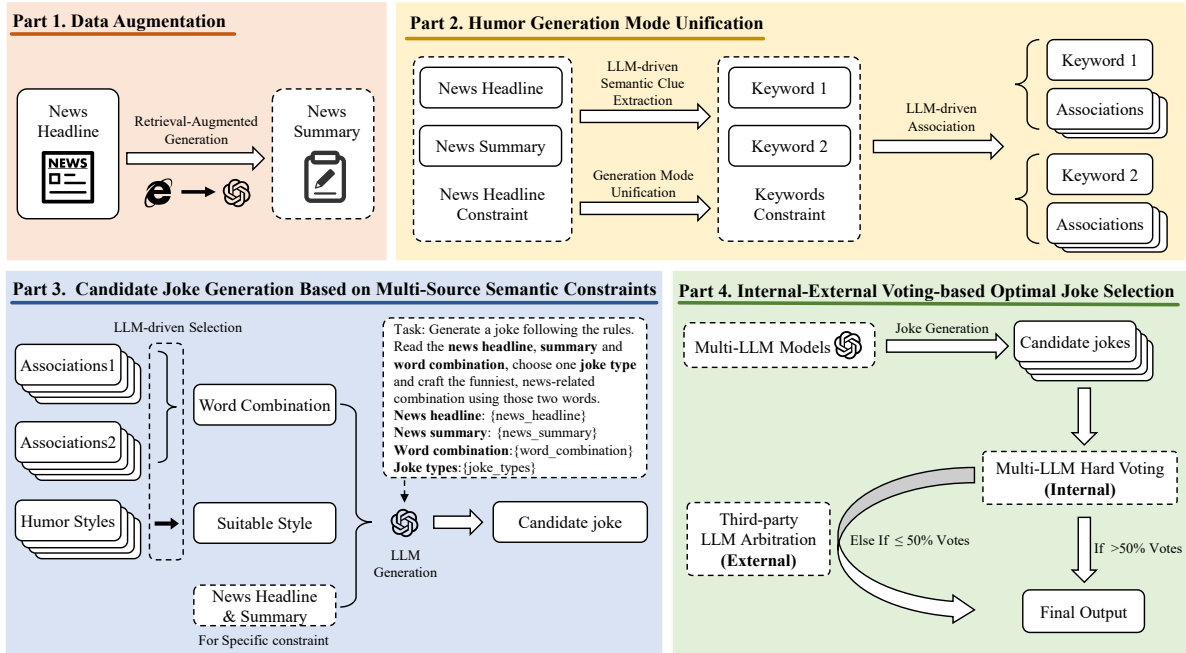 Part 1. Data Augmentation
News
Headline
NEWS
Retrieval-Augmented
Generation
News
Summary
Part 2. Humor Generation Mode Unification
News Headline
News Summary
News Headline
Constraint
LLM-driven
Semantic Clue
Extraction
Generation Mode
Unification
Keyword 1
Keyword 2
Keywords
Constraint
LLM-driven
Association
Keyword 1
Associations
Keyword 2
Associations
Part 3. Candidate Joke Generation Based on Multi-Source Semantic Constraints
LLM-driven Selection
Associations1
Associations2
Humor Styles
Word Combination
Suitable Style
News Headline
& Summary
For Specific constraint
Task: Generate a joke following the rules.
Read the news headline, summary and
word combination, choose one joke type
and craft the funniest, news-related
combination using those two words.
News headline: {news_headline}
News summary: {news_summary}
Word combination:{word_combination}
Joke types:{joke_types}
LLM
Generation
Candidate joke
Part 4. Internal-External Voting-based Optimal Joke Selection
Multi-LLM Models
Joke Generation
Candidate jokes
Multi-LLM Hard Voting
(Internal)
Third-party
LLM Arbitration
(External)
Else If ≤ 50% Votes
If >50% Votes
Final Output